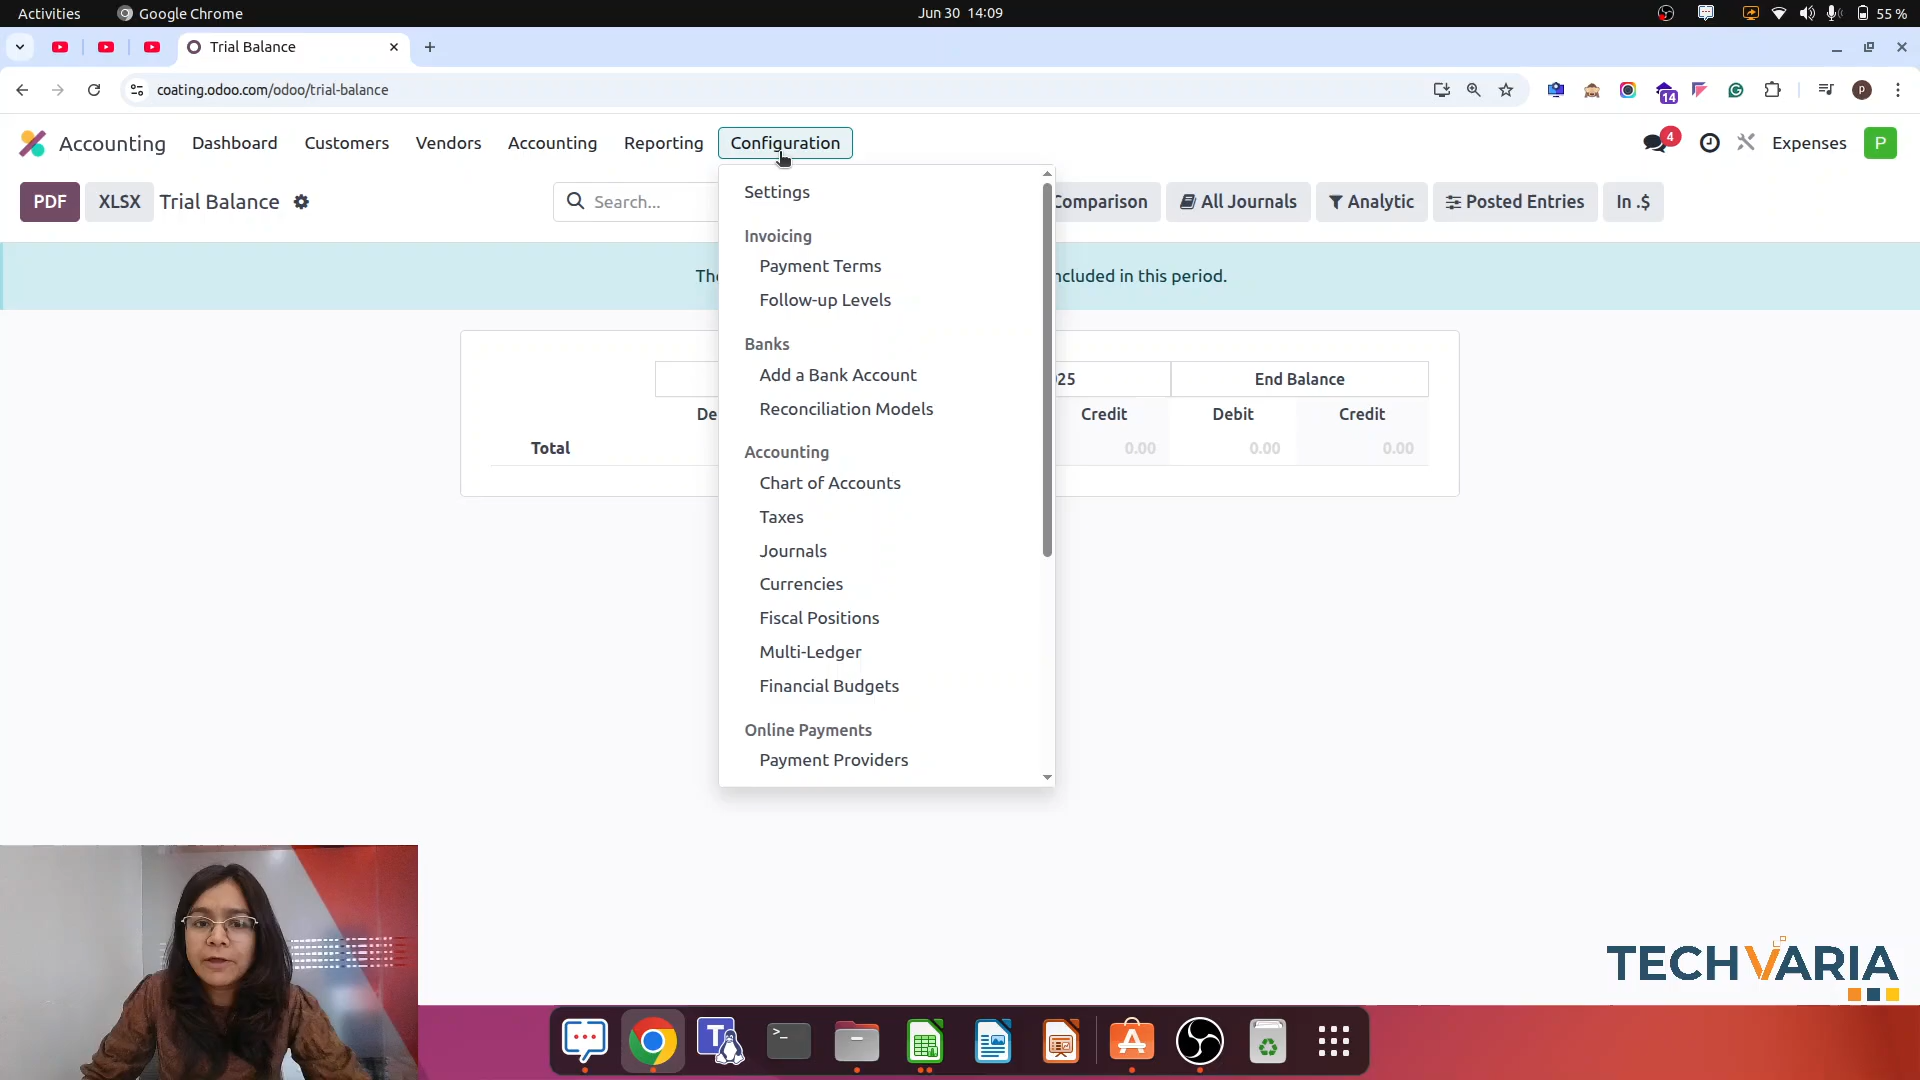 Activities
Google Chrome
Jun 30 14:09
55 %
Trial Balance
coating.odoo.com/odoo/trial-balance
14
Accounting
Dashboard
Customers
Vendors
Accounting
Reporting
Configuration
4
Expenses
P
PDF
XLSX
Trial Balance
Search...
Comparison
All Journals
Analytic
Posted Entries
In .$
Settings
Invoicing
Payment Terms
Follow-up Levels
Banks
Add a Bank Account
Reconciliation Models
Accounting
Chart of Accounts
Taxes
Journals
Currencies
Fiscal Positions
Multi-Ledger
Financial Budgets
Online Payments
Payment Providers
included in this period.
25
End Balance
De
Credit
Debit
Credit
Total
0.00
0.00
0.00
TECHVARIA